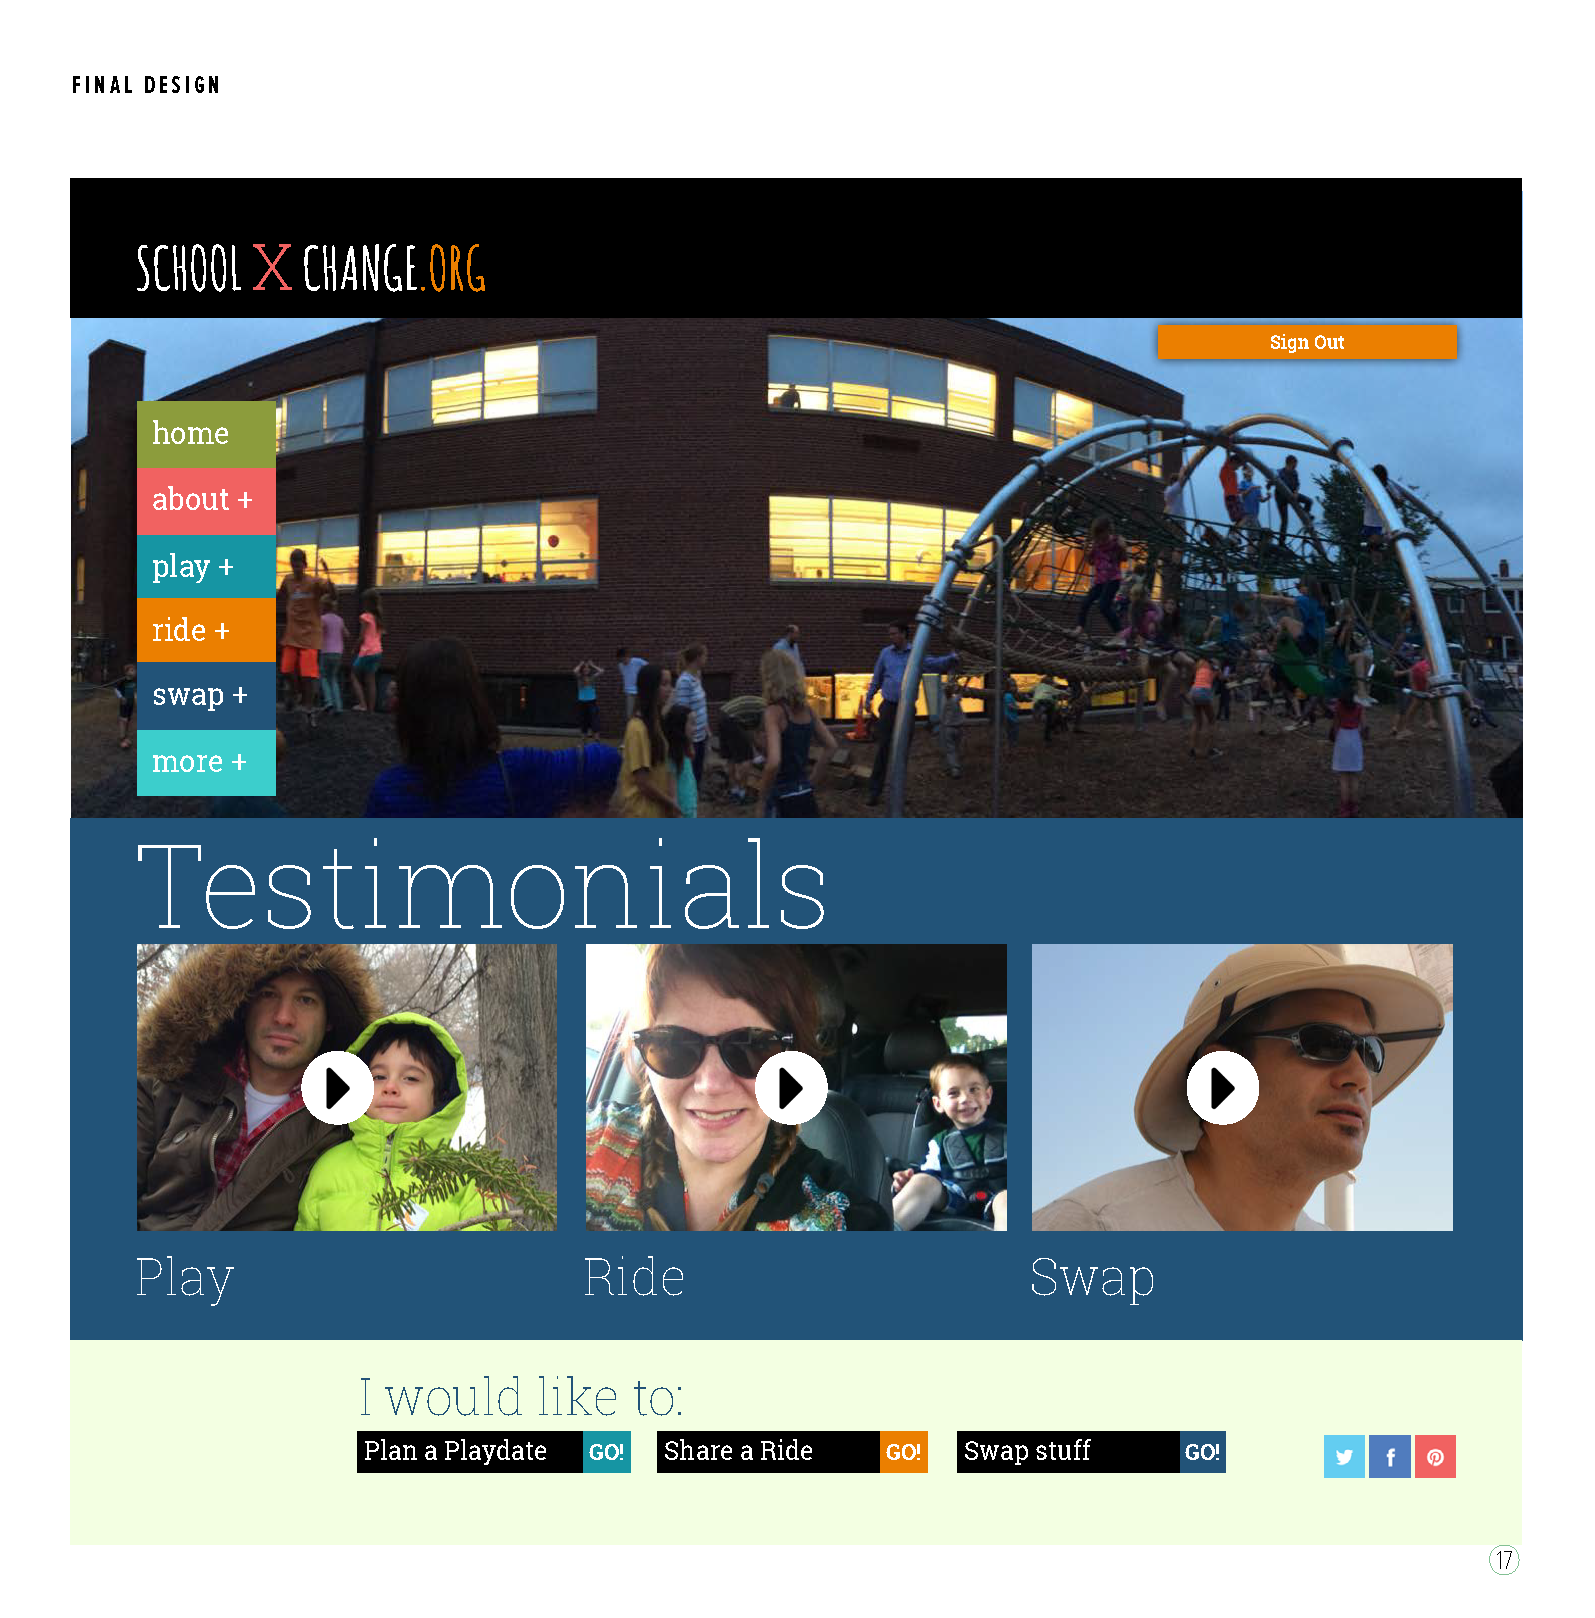 FINAL DESIGN
SCHOOL X CHANGE.ORG
Sign Out
home
about +
play +
ride +
swap +
more +
Testimonials
Play
Ride
Swap
I would like to:
Plan a Playdate GO!
Share a Ride GO!
Swap stuff GO!
17